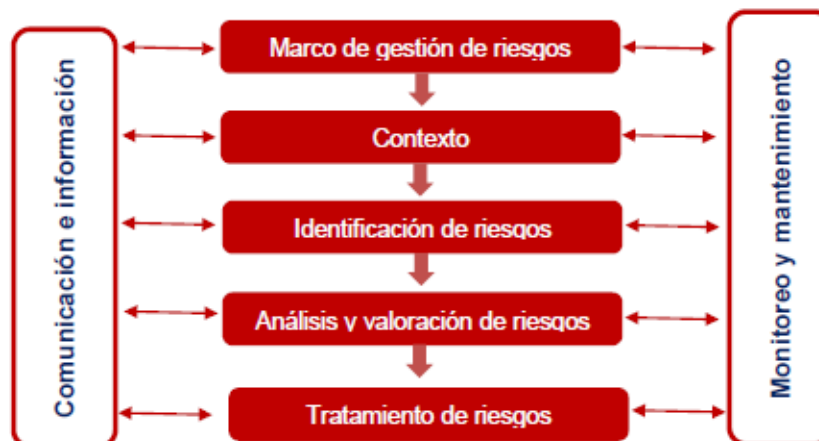 Comunicación e información
Marco de gestión de riesgos
Contexto
Identificación de riesgos
Análisis y valoración de riesgos
Tratamiento de riesgos
Monitoreo y mantenimiento